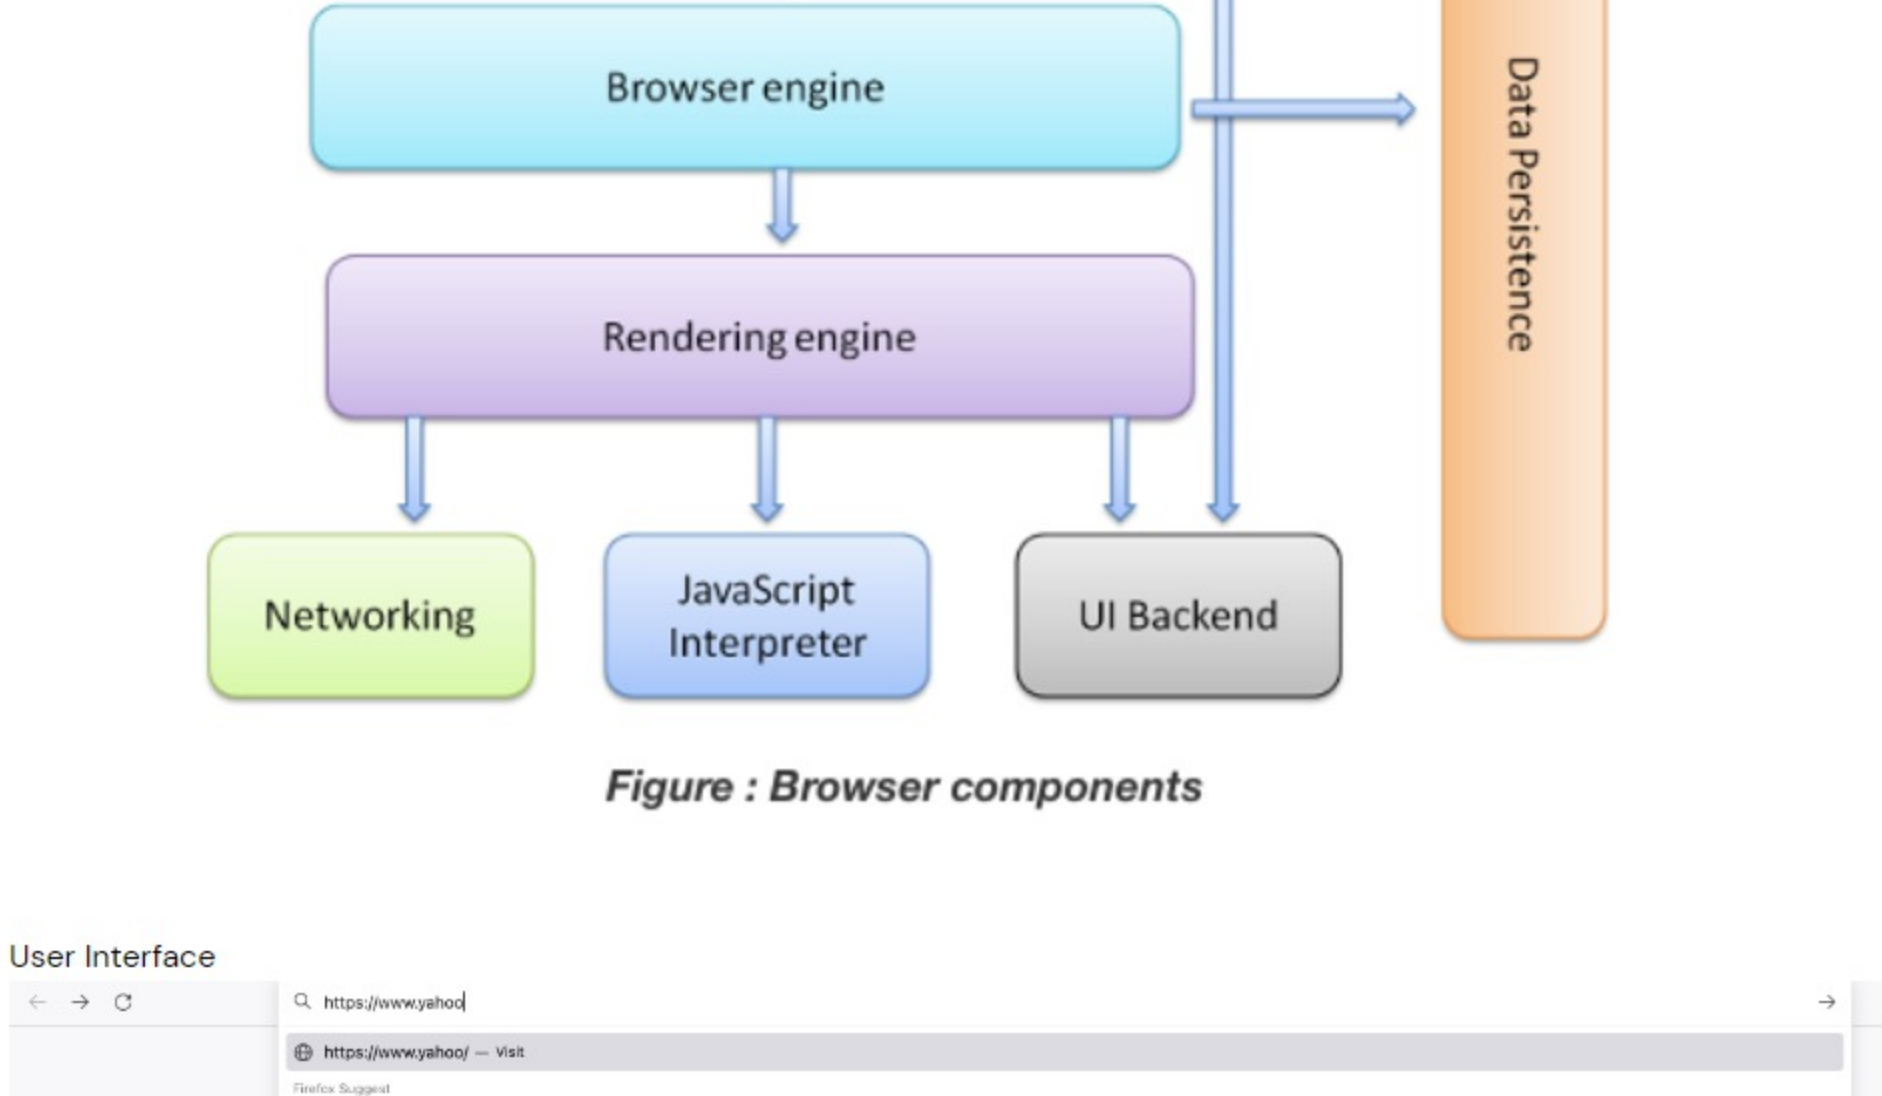 Browser engine
Data Persistence
Rendering engine
Networking
JavaScript
Interpreter
UI Backend
Figure : Browser components
User Interface
https://www.yahoo
https://www.yahoo/ — Visit
Firefox Suggest